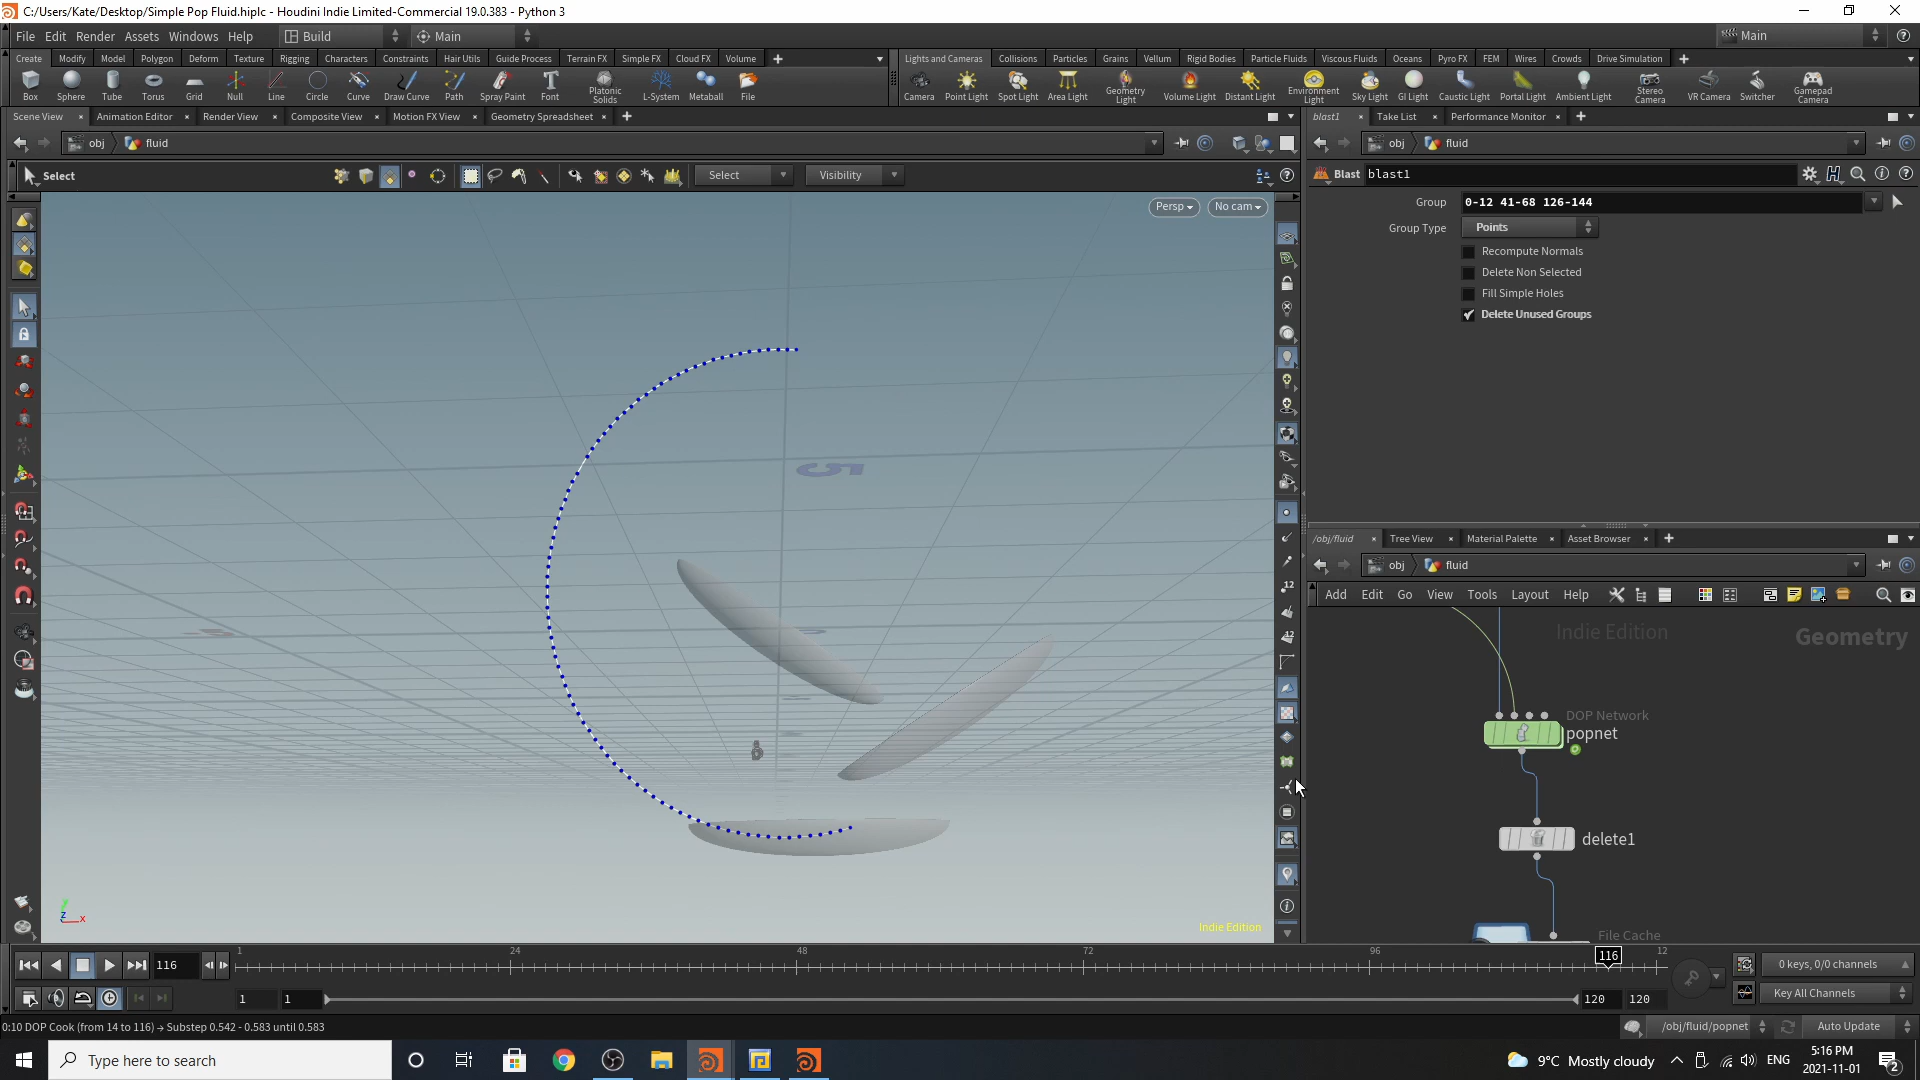 C:/Users/Kate/Desktop/Simple Pop Fluid.hiplc - Houdini Indie Limited-Commercial 19.0.383 - Python 3
File Edit Render Assets Windows Help Build Main Main
Create Modify Model Polygon Deform Texture Rigging Characters Constraints Hair Utils Guide Process Terrain FX Simple FX Cloud FX Volume
Lights and Cameras Collisions Particles Grains Vellum Rigid Bodies Particle Fluids Viscous Fluids Oceans Pyro FX FEM Wires Crowds Drive Simulation
Box Sphere Tube Torus Grid Null Line Circle Curve Draw Curve Path Spray Paint Font Platonic Solids L-System Metaball File
Camera Point Light Spot Light Area Light Geometry Light Volume Light Distant Light Environment Light Sky Light GI Light Caustic Light Portal Light Ambient Light Stereo Camera VR Camera Switcher Gamepad Camera
Scene View Animation Editor Render View Composite View Motion FX View Geometry Spreadsheet
blast1 Take List Performance Monitor
obj fluid
obj fluid
Select
Select Visibility
Blast blast1
Persp No cam
Group 0-12 41-68 126-144
Group Type Points
Recompute Normals
Delete Non Selected
Fill Simple Holes
Delete Unused Groups
5
12
12
/obj/fluid Tree View Material Palette Asset Browser
obj fluid
Add Edit Go View Tools Layout Help
Indie Edition Geometry
DOP Network
popnet
delete1
File Cache
y
z x
Indie Edition
116 1 24 48 72 96 116 12
0 keys, 0/0 channels
1 1 120 120 Key All Channels
0:10 DOP Cook (from 14 to 116) → Substep 0.542 - 0.583 until 0.583
/obj/fluid/popnet Auto Update
Type here to search
9°C Mostly cloudy ENG 5:16 PM
2021-11-01 2